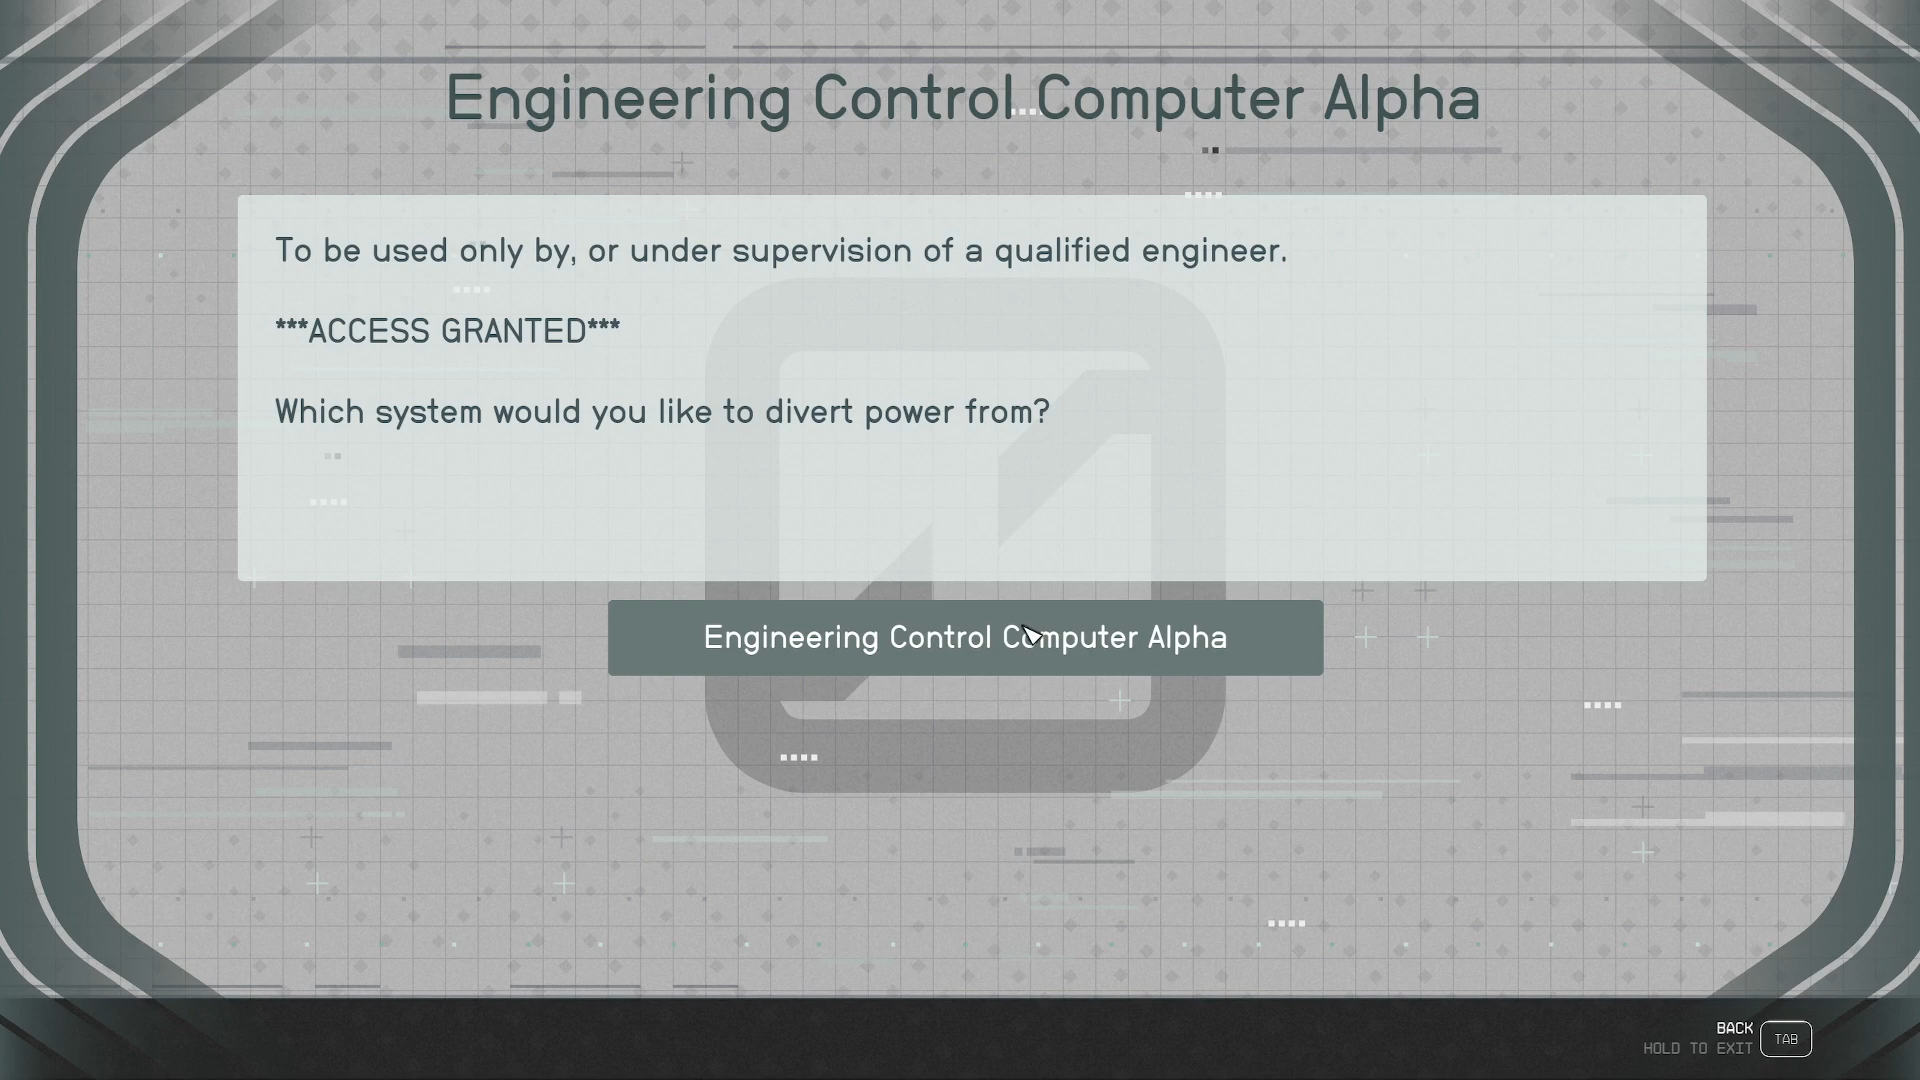 Engineering Control Computer Alpha
To be used only by, or under supervision of a qualified engineer.
***ACCESS GRANTED***
Which system would you like to divert power from?
Engineering Control Computer Alpha
BACK
HOLD TO EXIT
TAB